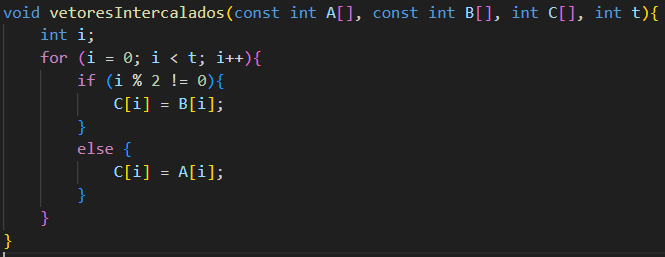 void vetoresIntercalados(const int A[], const int B[], int C[], int t){
    int i;
    for (i = 0; i < t; i++){
        if (i % 2 != 0){
            C[i] = B[i];
        }
        else {
            C[i] = A[i];
        }
    }
}